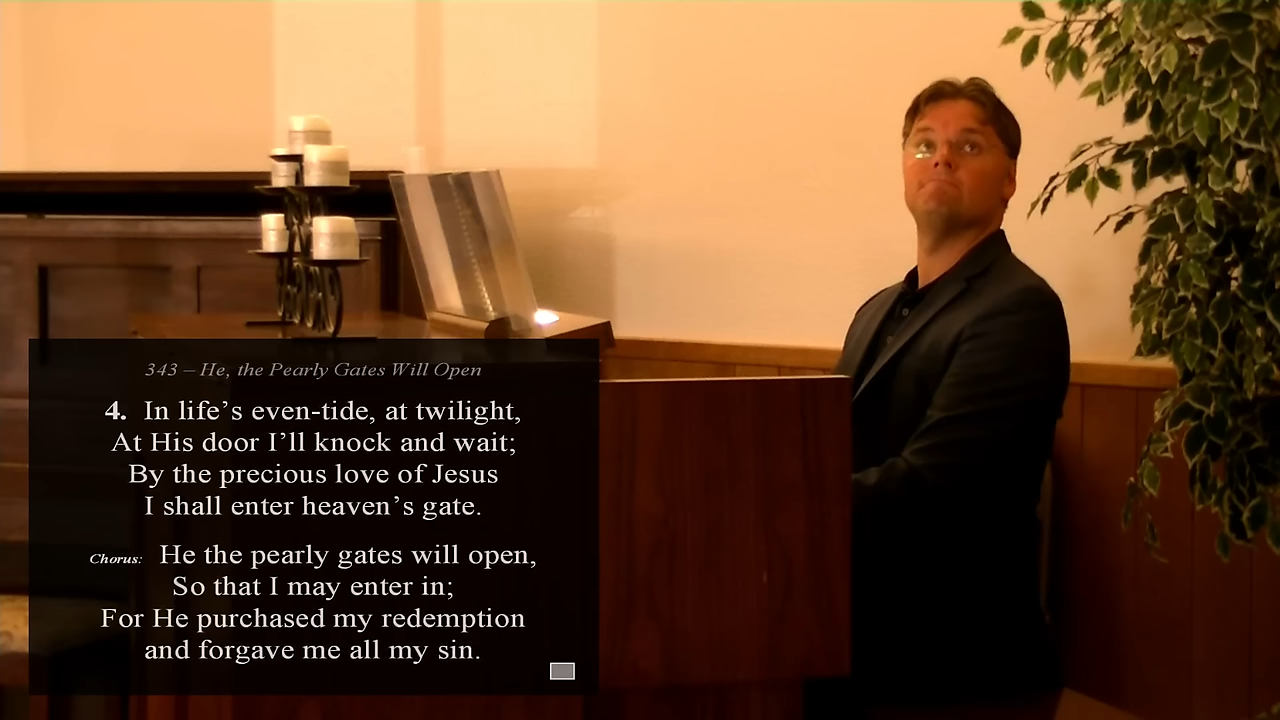 343 – He, the Pearly Gates Will Open
4. In life’s even-tide, at twilight,
At His door I’ll knock and wait;
By the precious love of Jesus
I shall enter heaven’s gate.
Chorus: He the pearly gates will open,
So that I may enter in;
For He purchased my redemption
and forgave me all my sin.